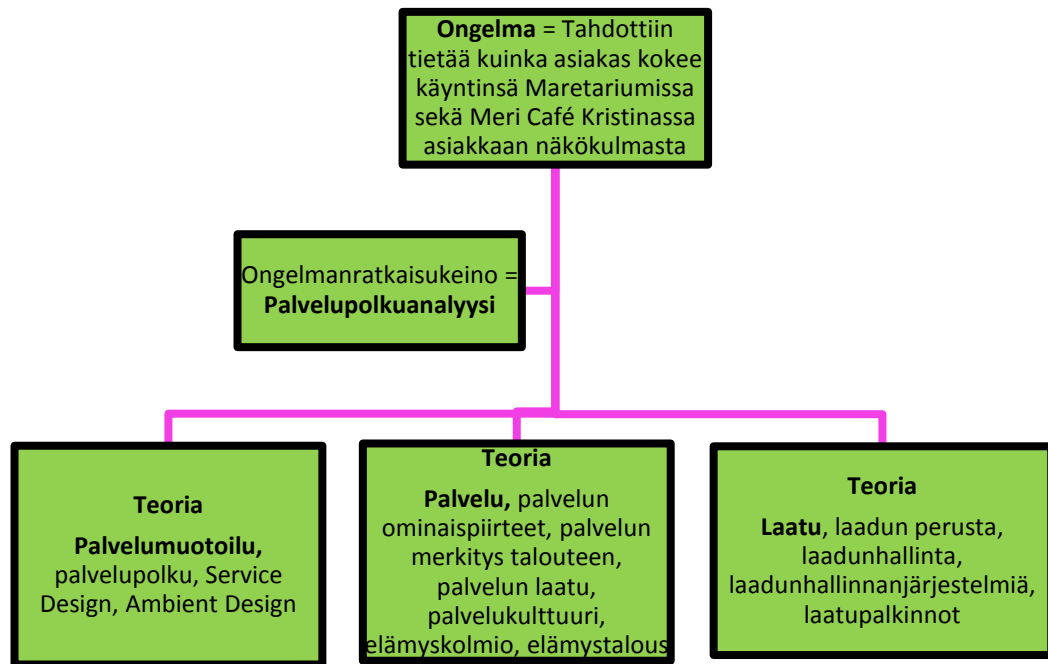 Ongelma = Tahdottiin
tietää kuinka asiakas kokee
käyntinsä Maretariumissa
sekä Meri Café Kristinassa
asiakkaan näkökulmasta
Ongelmanratkaisukeino =
Palvelupolkuanalyysi
Teoria
Palvelumuotoilu,
palvelupolku, Service
Design, Ambient Design
Teoria
Palvelu, palvelun
ominaispiirteet, palvelun
merkitys talouteen,
palvelun laatu,
palvelukulttuuri,
elämyskolmio, elämystalous
Teoria
Laatu, laadun perusta,
laadunhallinta,
laadunhallinnanjärjestelmiä,
laatupalkinnot